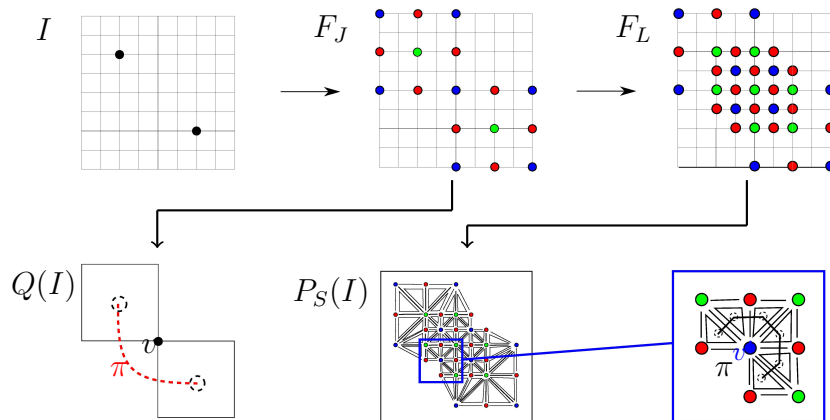 I
F_J
F_L
Q(I)
v
π
P_S(I)
v
π